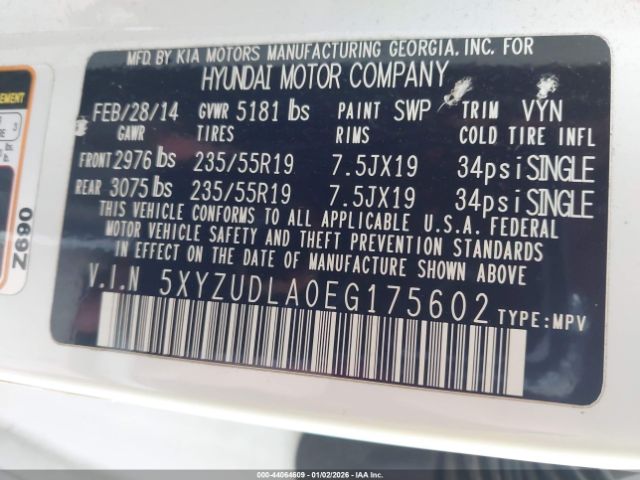 MFD. BY KIA MOTORS MANUFACTURING GEORGIA. INC. FOR
HYUNDAI MOTOR COMPANY
FEB/28/14 GVWR 5181 lbs PAINT SWP TRIM VYN
GAWR TIRES RIMS COLD TIRE INFL
FRONT 2976 lbs 235/55R19 7.5JX19 34psi SINGLE
REAR 3075 lbs 235/55R19 7.5JX19 34psi SINGLE
THIS VEHICLE CONFORMS TO ALL APPLICABLE U.S.A. FEDERAL
MOTOR VEHICLE SAFETY AND THEFT PREVENTION STANDARDS
IN EFFECT ON THE DATE OF MANUFACTURE SHOWN ABOVE
V.I.N 5XYZUDLA0EG175602 TYPE:MPV
Z690
000-44064609 | 01/02/2026 - IAA Inc.